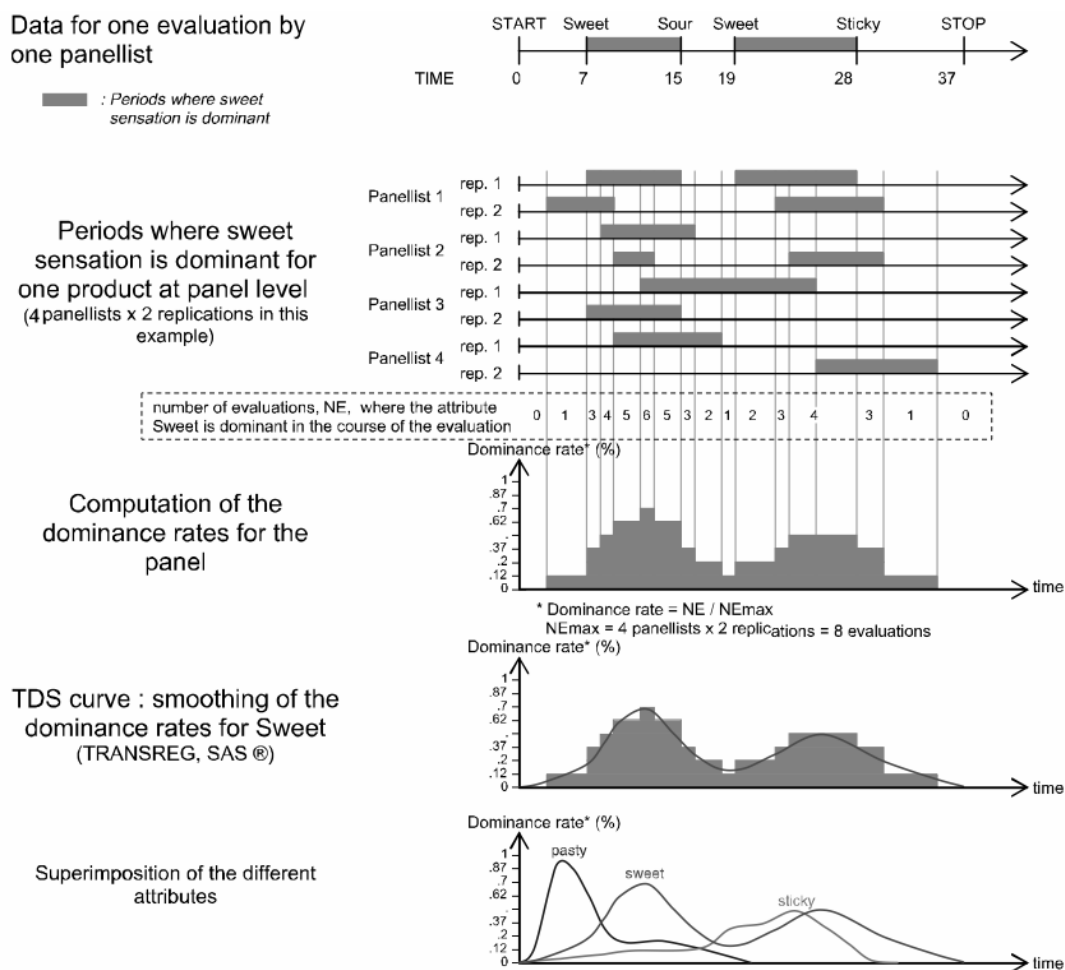 Data for one evaluation by
one panellist
START Sweet Sour Sweet Sticky STOP
TIME 0 7 15 19 28 37
: Periods where sweet
sensation is dominant
Periods where sweet
sensation is dominant for
one product at panel level
(4 panellists x 2 replications in this
example)
Panellist 1
rep. 1
rep. 2
Panellist 2
rep. 1
rep. 2
Panellist 3
rep. 1
rep. 2
Panellist 4
rep. 1
rep. 2
number of evaluations, NE, where the attribute
Sweet is dominant in the course of the evaluation
0 1 3 4 5 6 5 3 2 1 2 3 4 3 1 0
Computation of the
dominance rates for the
panel
Dominance rate* (%)
1
.87
.7
.62
.
.37
.2
.12
0
time
* Dominance rate = NE / NEmax
NEmax = 4 panellists x 2 replications = 8 evaluations
TDS curve : smoothing of the
dominance rates for Sweet
(TRANSREG, SAS ®)
Dominance rate* (%)
1
.87
.7
.62
.
.37
.2
.12
0
time
Superimposition of the different
attributes
Dominance rate* (%)
1
.87
.7
.62
.
.37
.2
.12
0
pasty
sweet
sticky
time